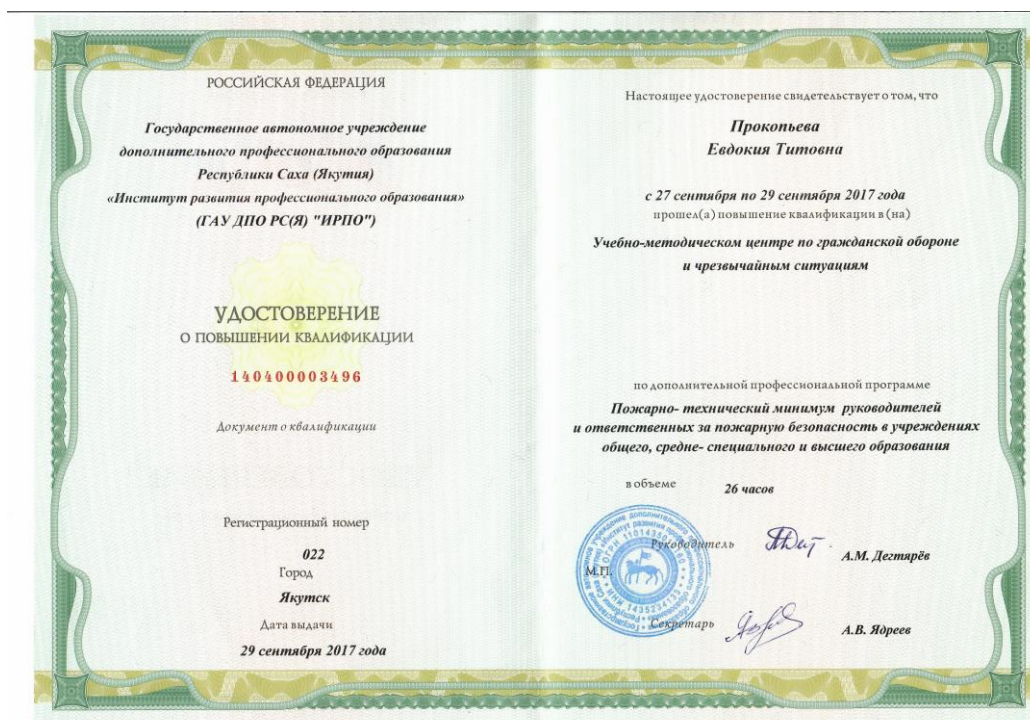 РОССИЙСКАЯ ФЕДЕРАЦИЯ
Государственное автономное учреждение
дополнительного профессионального образования
Республики Саха (Якутия)
«Институт развития профессионального образования»
(ГАУ ДПО РС(Я) "ИРПО")
УДОСТОВЕРЕНИЕ
О ПОВЫШЕНИИ КВАЛИФИКАЦИИ
140400003496
Документ о квалификации
Регистрационный номер
022
Город
Якутск
Дата выдачи
29 сентября 2017 года
Настоящее удостоверение свидетельствует о том, что
Прокопьева
Евдокия Титовна
с 27 сентября по 29 сентября 2017 года
прошел(а) повышение квалификации в (на)
Учебно-методическом центре по гражданской обороне
и чрезвычайным ситуациям
по дополнительной профессиональной программе
Пожарно- технический минимум руководителей
и ответственных за пожарную безопасность в учреждениях
общего, средне- специального и высшего образования
в объеме 26 часов
Руководитель А.М. Дегтярёв
М.П.
Секретарь А.В. Ядреев